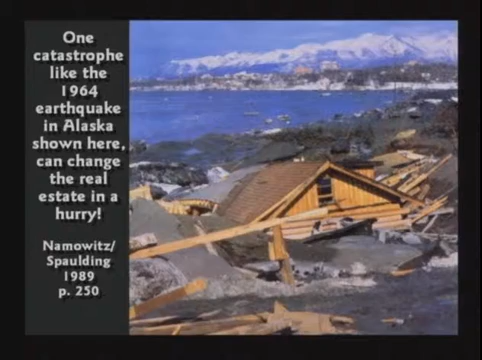 One
catastrophe
like the
1964
earthquake
in Alaska
shown here,
can change
the real
estate in a
hurry!
Namowitz/
Spaulding
1989
p. 250